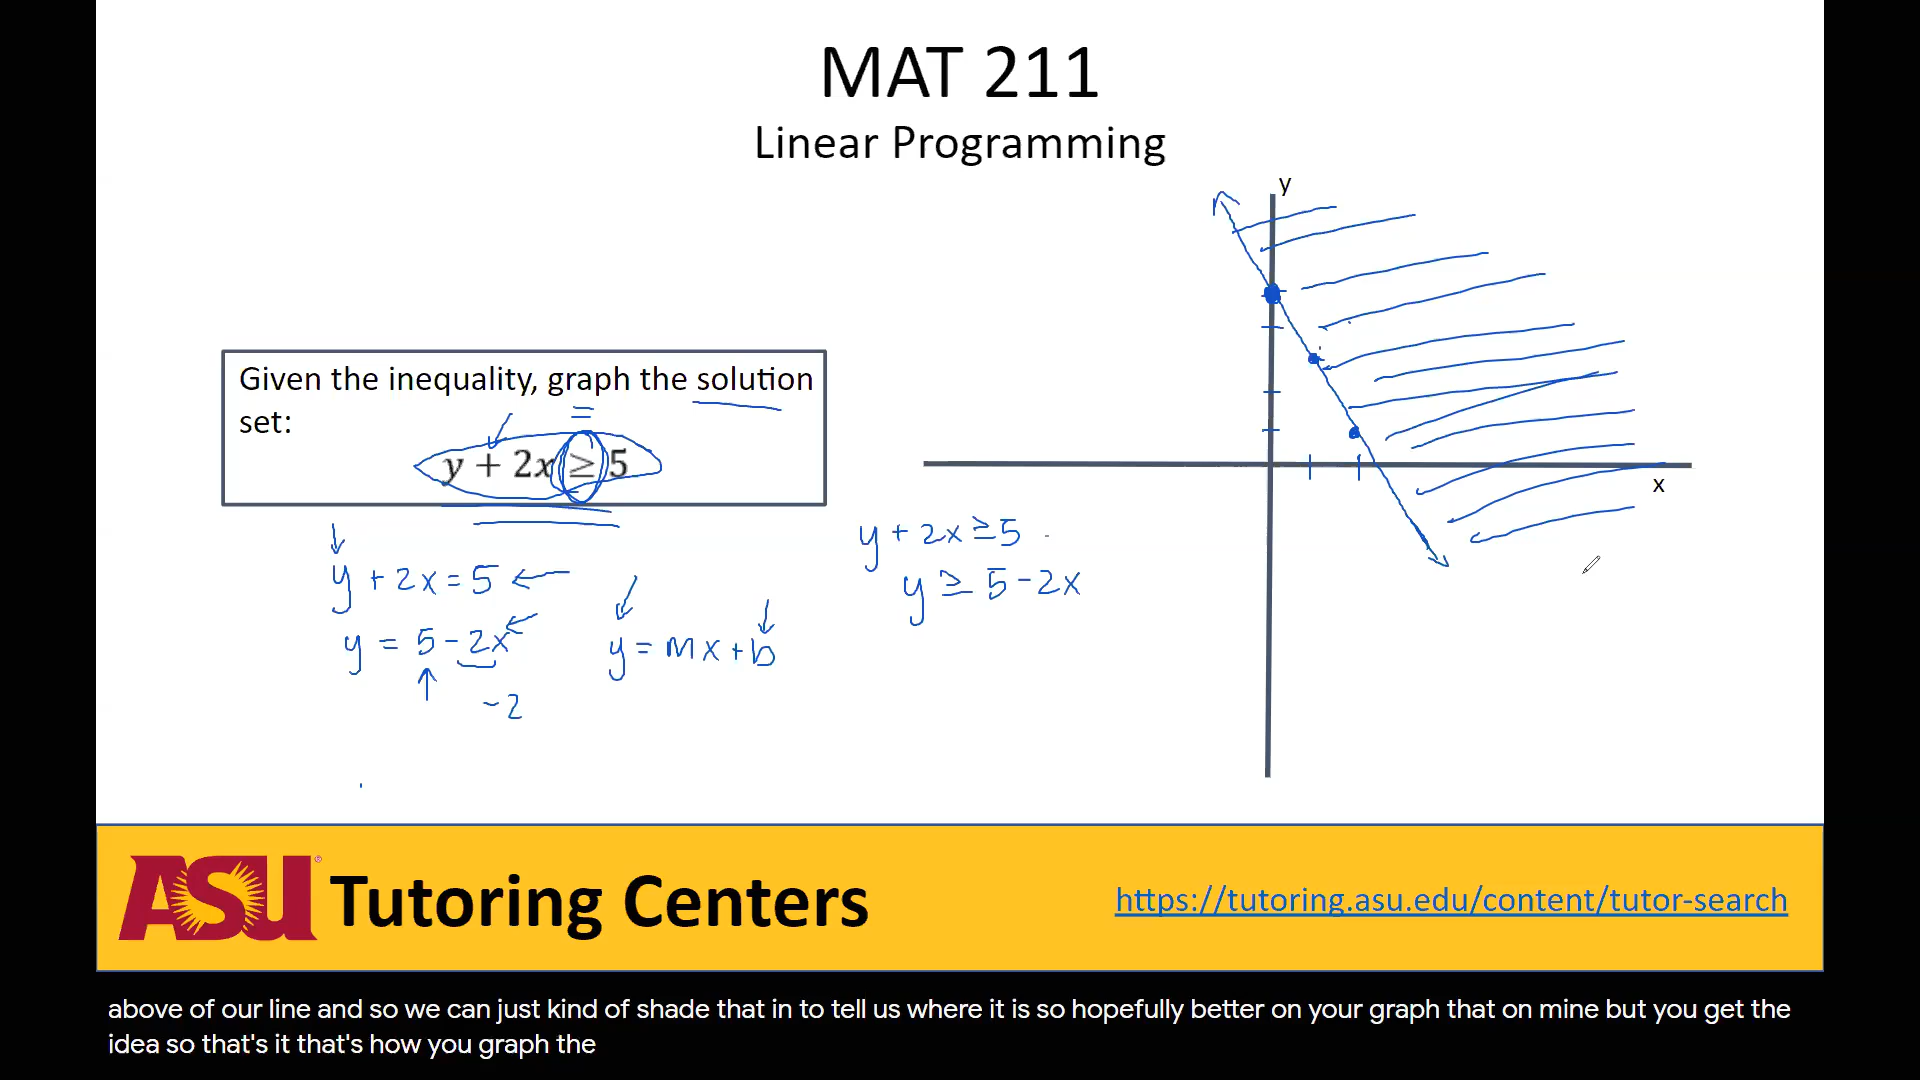 MAT 211
Linear Programming
y
Given the inequality, graph the solution
set:
=
y + 2x ≥ 5
x
y + 2x = 5
y = 5 - 2x
-2
y = mx + b
y + 2x ≥ 5
y ≥ 5 - 2x
ASU® Tutoring Centers
https://tutoring.asu.edu/content/tutor-search
above of our line and so we can just kind of shade that in to tell us where it is so hopefully better on your graph that on mine but you get the
idea so that's it that's how you graph the